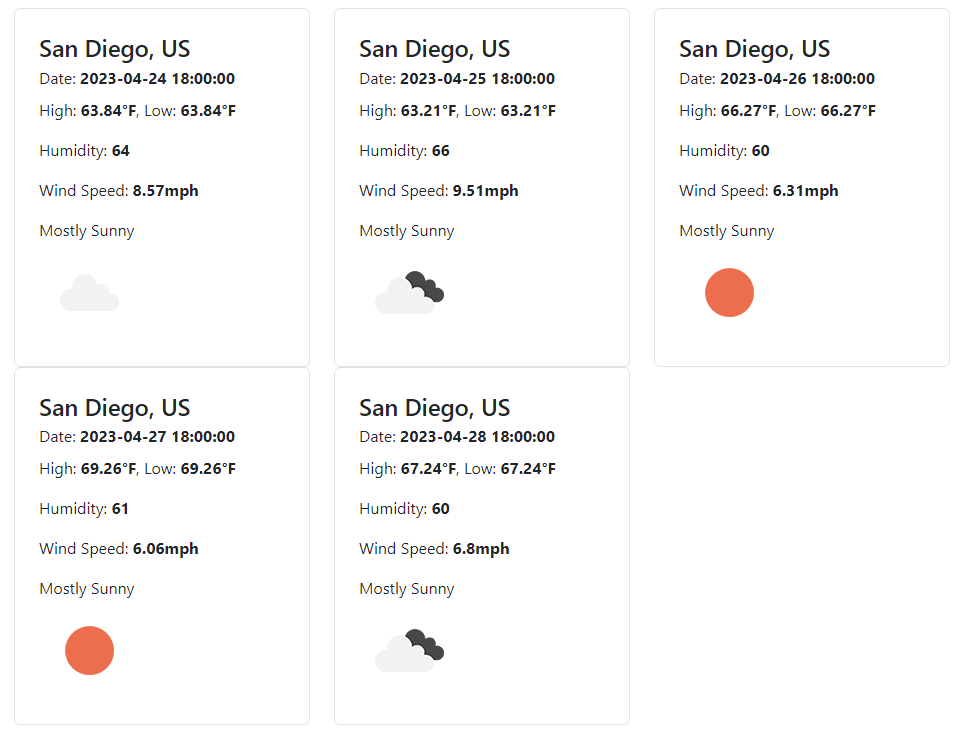 San Diego, US
Date: 2023-04-24 18:00:00
High: 63.84°F, Low: 63.84°F
Humidity: 64
Wind Speed: 8.57mph
Mostly Sunny
San Diego, US
Date: 2023-04-25 18:00:00
High: 63.21°F, Low: 63.21°F
Humidity: 66
Wind Speed: 9.51mph
Mostly Sunny
San Diego, US
Date: 2023-04-26 18:00:00
High: 66.27°F, Low: 66.27°F
Humidity: 60
Wind Speed: 6.31mph
Mostly Sunny
San Diego, US
Date: 2023-04-27 18:00:00
High: 69.26°F, Low: 69.26°F
Humidity: 61
Wind Speed: 6.06mph
Mostly Sunny
San Diego, US
Date: 2023-04-28 18:00:00
High: 67.24°F, Low: 67.24°F
Humidity: 60
Wind Speed: 6.8mph
Mostly Sunny